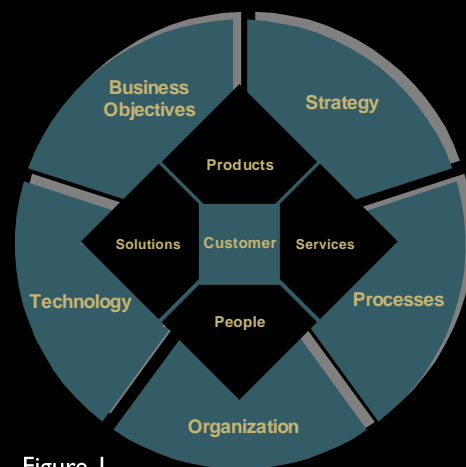 Business
Objectives
Strategy
Products
Solutions
Customer
Services
Technology
Processes
People
Organization
Figure 1